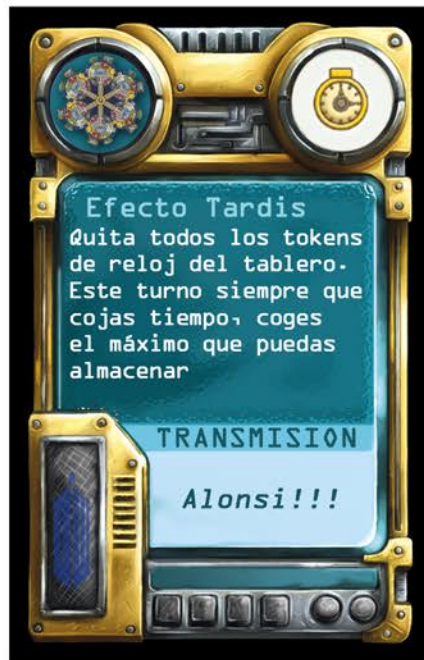 Efecto Tardis
Quita todos los tokens
de reloj del tablero.
Este turno siempre que
cojas tiempo, coges
el máximo que puedas
almacenar
TRANSMISION
Alonsi!!!